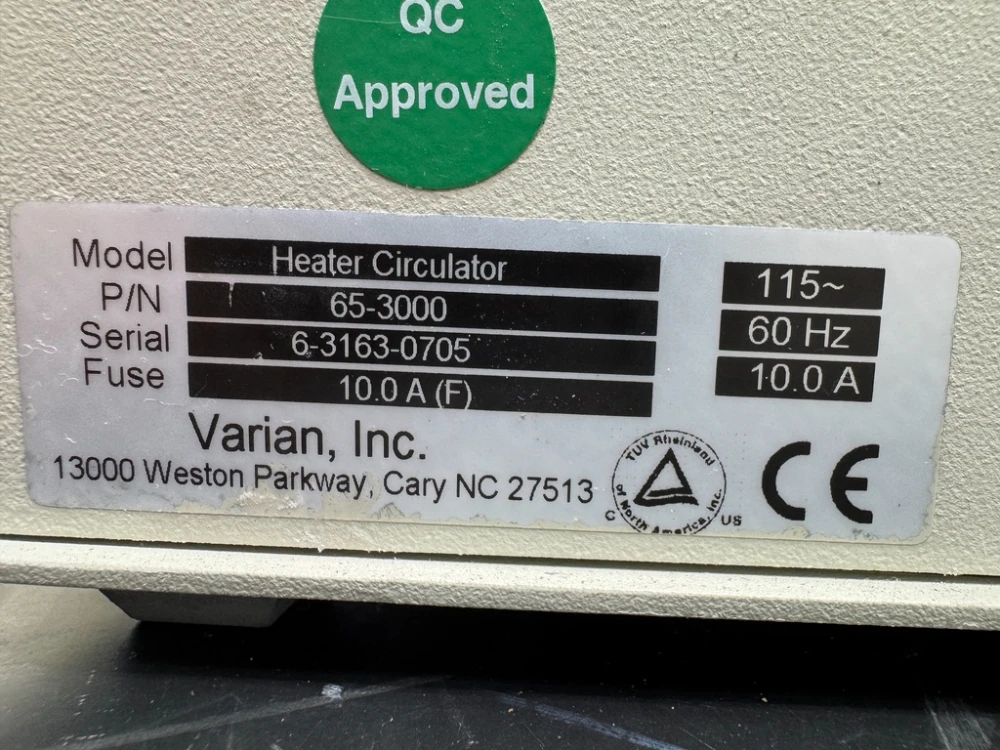 QC
Approved
Model Heater Circulator
P/N 65-3000
Serial 6-3163-0705
Fuse 10.0 A (F)
115~
60 Hz
10.0 A
Varian, Inc.
13000 Weston Parkway, Cary NC 27513
TUV Rheinland
of North America, Inc.
C US
CE